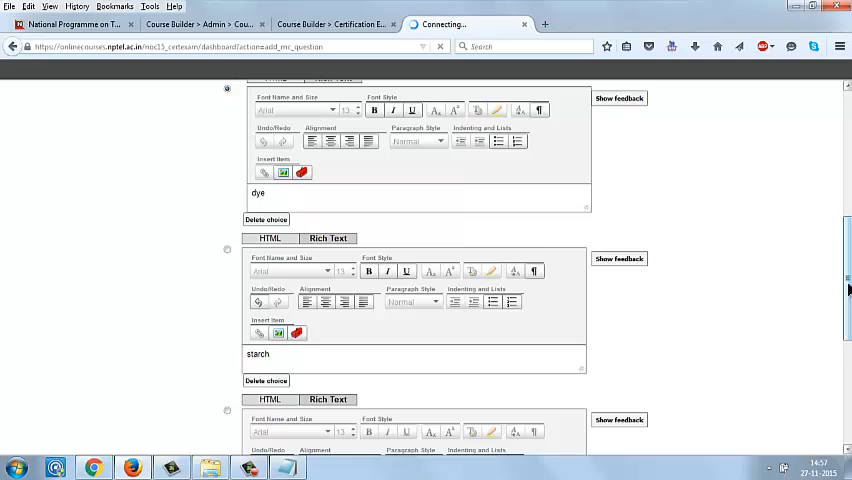 File Edit View History Bookmarks Tools Help
National Programme on T... × Course Builder > Admin > Cou... × Course Builder > Certification E... × Connecting... × +
https://onlinecourses.nptel.ac.in/noc15_certexam/dashboard?action=add_mc_question Search
Rich Text
Font Name and Size Font Style Show feedback
Arial 13 B I U
Undo/Redo Alignment Paragraph Style Indenting and Lists
Normal
Insert Item
dye
Delete choice
HTML Rich Text
Font Name and Size Font Style Show feedback
Arial 13 B I U
Undo/Redo Alignment Paragraph Style Indenting and Lists
Normal
Insert Item
starch
Delete choice
HTML Rich Text
Font Name and Size Font Style Show feedback
Arial 13 B I U
Undo/Redo Alignment Paragraph Style Indenting and Lists
14:57
27-11-2015